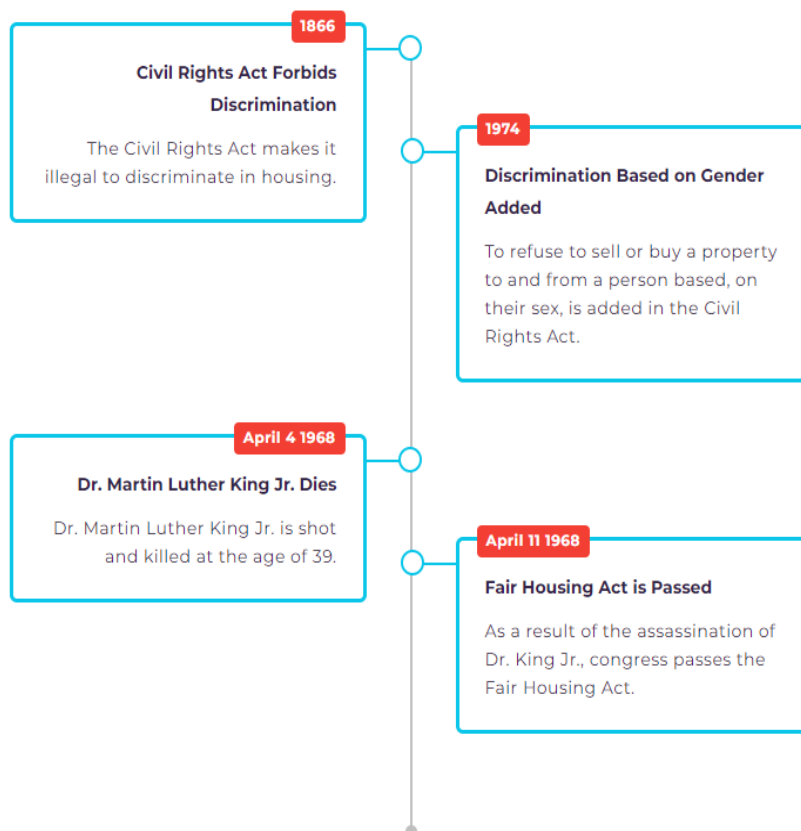 1866
Civil Rights Act Forbids
Discrimination
The Civil Rights Act makes it
illegal to discriminate in housing.
1974
Discrimination Based on Gender
Added
To refuse to sell or buy a property
to and from a person based, on
their sex, is added in the Civil
Rights Act.
April 4 1968
Dr. Martin Luther King Jr. Dies
Dr. Martin Luther King Jr. is shot
and killed at the age of 39.
April 11 1968
Fair Housing Act is Passed
As a result of the assassination of
Dr. King Jr., congress passes the
Fair Housing Act.